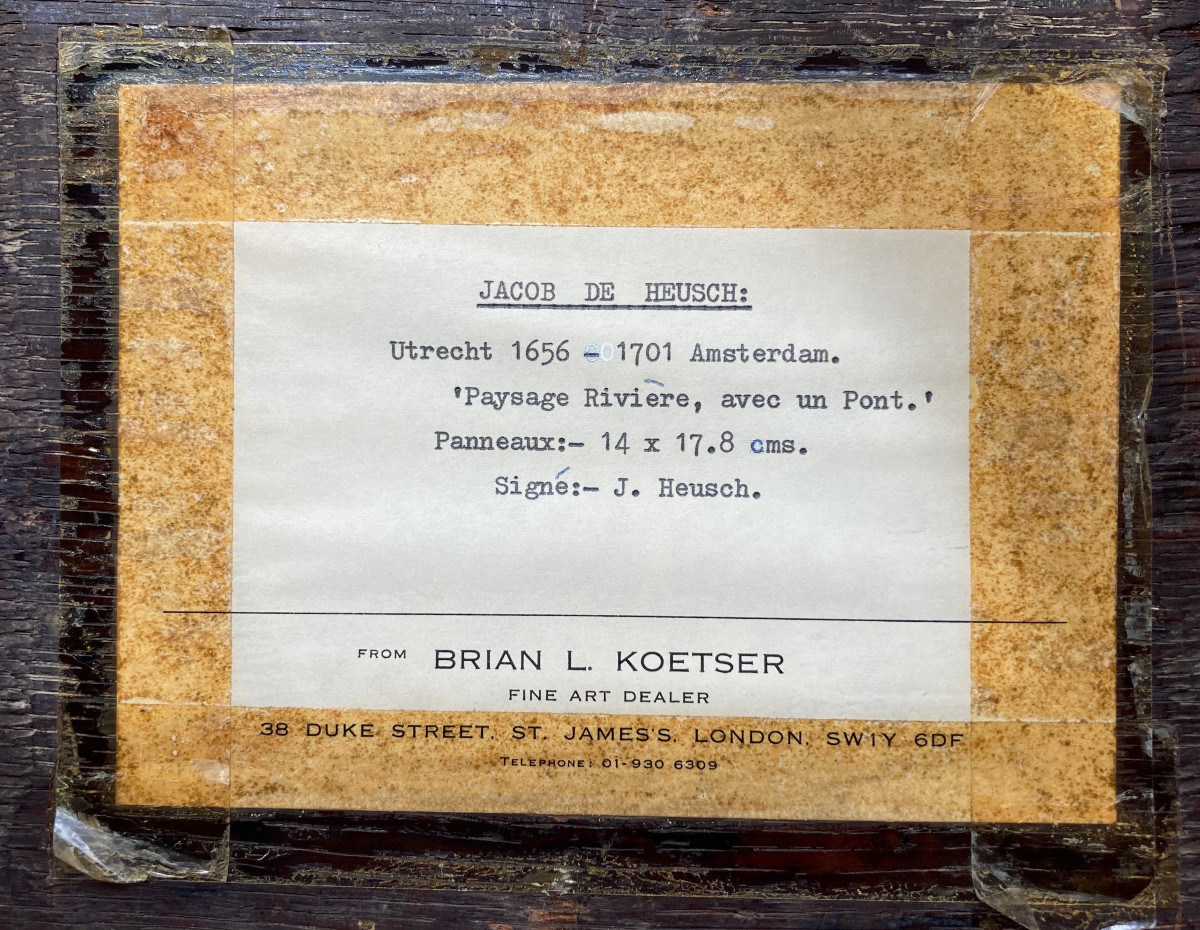 JACOB DE HEUSCH:
Utrecht 1656 - 1701 Amsterdam.
'Paysage Rivière, avec un Pont.'
Panneaux:- 14 x 17.8 cms.
Signé:- J. Heusch.
FROM BRIAN L. KOETSER
FINE ART DEALER
38 DUKE STREET, ST. JAMES'S, LONDON, SW1Y 6DF
TELEPHONE: 01-930 6309